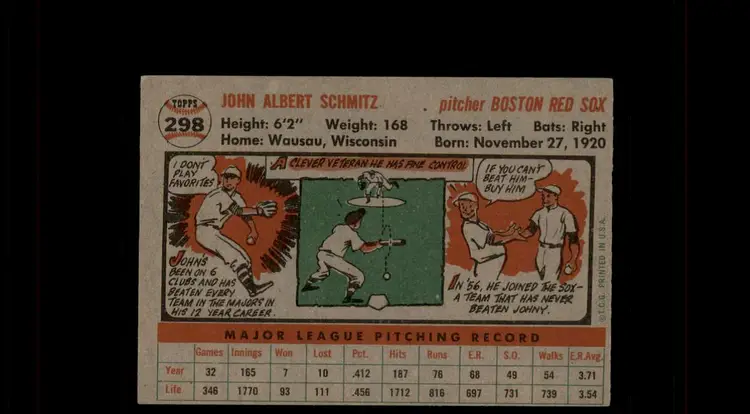 TOPPS
298
JOHN ALBERT SCHMITZ
pitcher BOSTON RED SOX
Height: 6'2" Weight: 168 Throws: Left Bats: Right
Home: Wausau, Wisconsin Born: November 27, 1920
I DON'T
PLAY
FAVORITES
JOHN'S
BEEN ON 6
CLUBS AND HAS
BEATEN EVERY
TEAM IN THE MAJORS IN
HIS 12 YEAR CAREER.
A CLEVER VETERAN HE HAS FINE CONTROL
IF YOU CAN'T
BEAT HIM-
BUY HIM
IN '56, HE JOINED THE SOX-
A TEAM THAT HAS NEVER
BEATEN JOHNY.
©T.C.G. PRINTED IN U.S.A.
MAJOR LEAGUE PITCHING RECORD
Games Innings Won Lost Pct. Hits Runs E.R. S.O. Walks E.R.Avg.
Year 32 165 7 10 .412 187 76 68 49 54 3.71
Life 346 1770 93 111 .456 1712 816 697 731 739 3.54